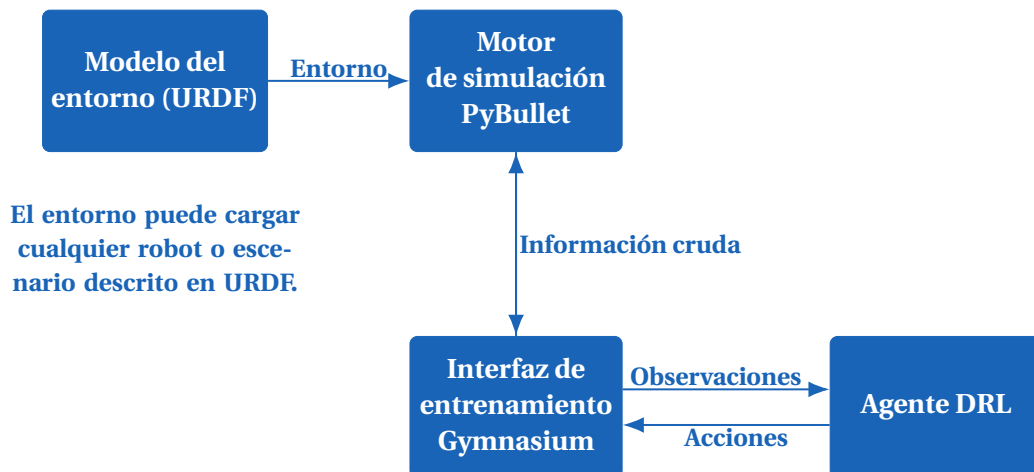 Modelo del
entorno (URDF)
Entorno
Motor
de simulación
PyBullet
El entorno puede cargar
cualquier robot o esce-
nario descrito en URDF.
Información cruda
Interfaz de
entrenamiento
Gymnasium
Observaciones
Acciones
Agente DRL